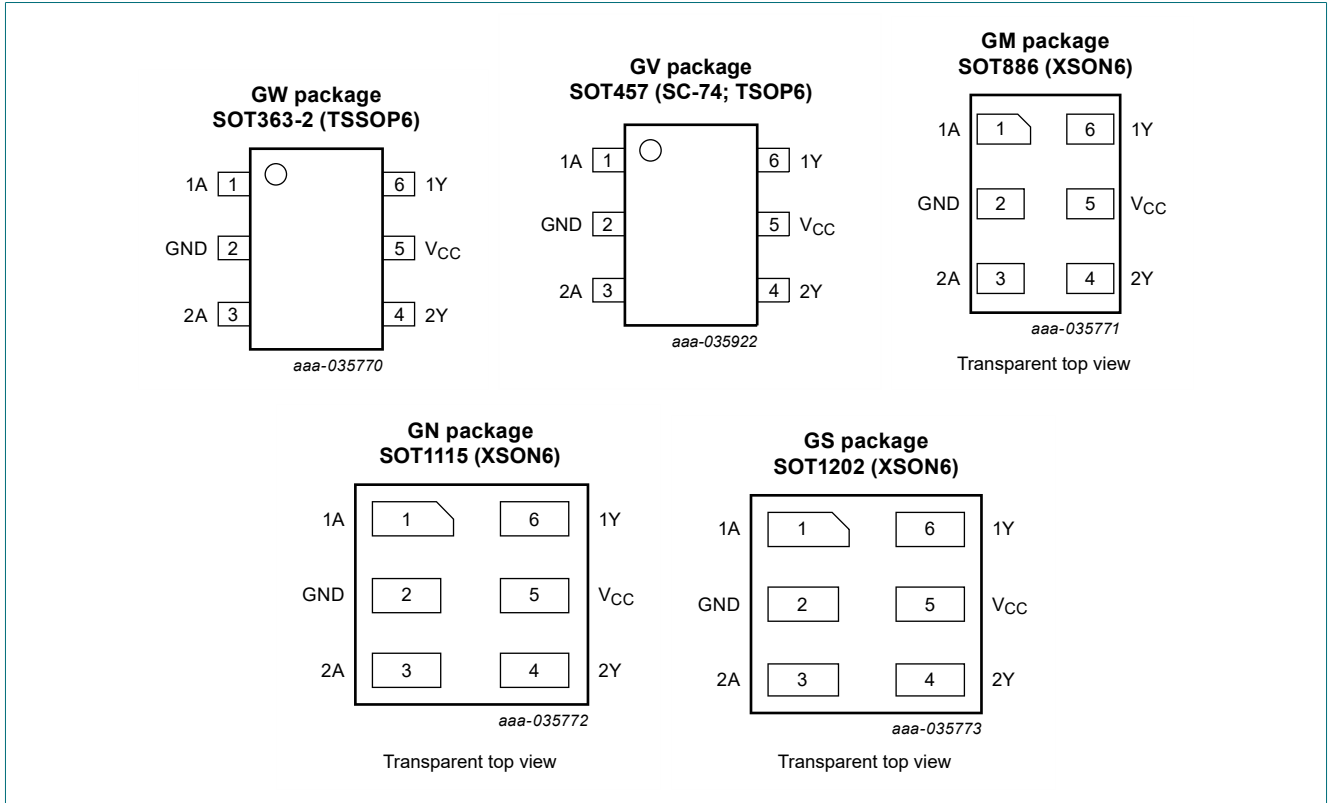 GW package
SOT363-2 (TSSOP6)
1A 1 6 1Y
GND 2 5 VCC
2A 3 4 2Y
aaa-035770
GV package
SOT457 (SC-74; TSOP6)
1A 1 6 1Y
GND 2 5 VCC
2A 3 4 2Y
aaa-035922
GM package
SOT886 (XSON6)
1A 1 6 1Y
GND 2 5 VCC
2A 3 4 2Y
aaa-035771
Transparent top view
GN package
SOT1115 (XSON6)
1A 1 6 1Y
GND 2 5 VCC
2A 3 4 2Y
aaa-035772
Transparent top view
GS package
SOT1202 (XSON6)
1A 1 6 1Y
GND 2 5 VCC
2A 3 4 2Y
aaa-035773
Transparent top view